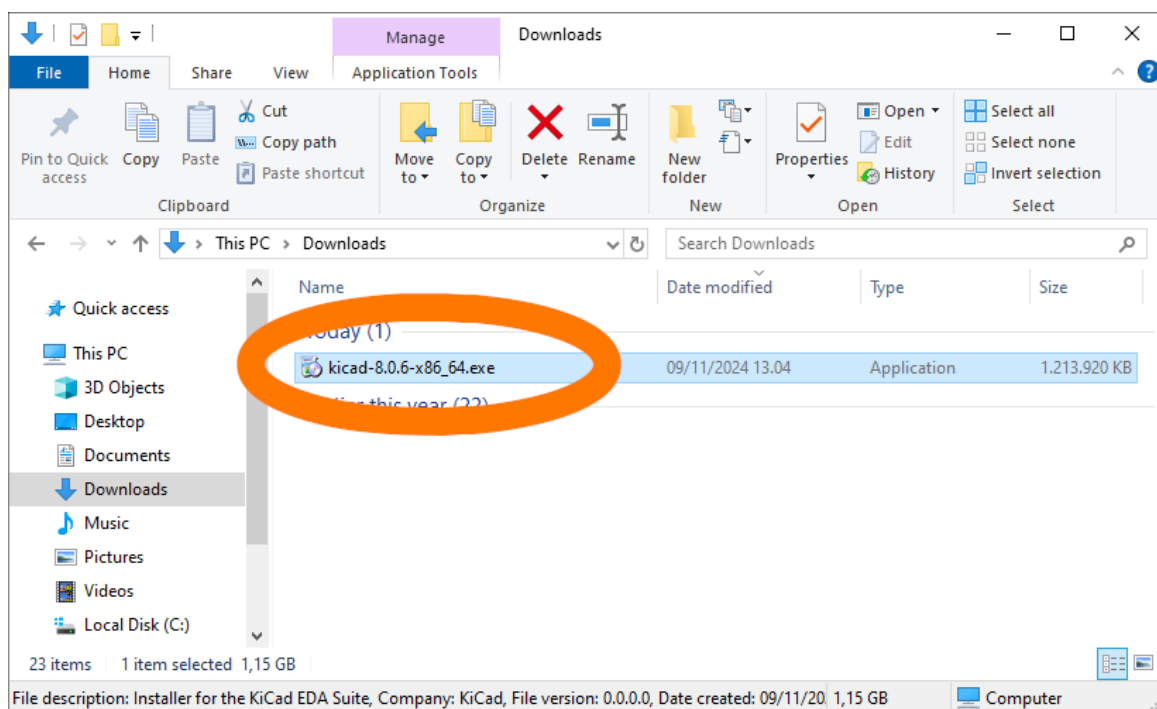 Manage
Downloads
File
Home
Share
View
Application Tools
Pin to Quick access
Copy
Paste
Cut
Copy path
Paste shortcut
Move to
Copy to
Delete
Rename
New folder
Properties
Open
Edit
History
Select all
Select none
Invert selection
Clipboard
Organize
New
Open
Select
This PC
Downloads
Search Downloads
Name
Date modified
Type
Size
Quick access
This PC
3D Objects
Desktop
Documents
Downloads
Music
Pictures
Videos
Local Disk (C:)
Today (1)
kicad-8.0.6-x86_64.exe
09/11/2024 13.04
Application
1.213.920 KB
this year (22)
23 items
1 item selected
1,15 GB
File description: Installer for the KiCad EDA Suite, Company: KiCad, File version: 0.0.0.0, Date created: 09/11/20
1,15 GB
Computer